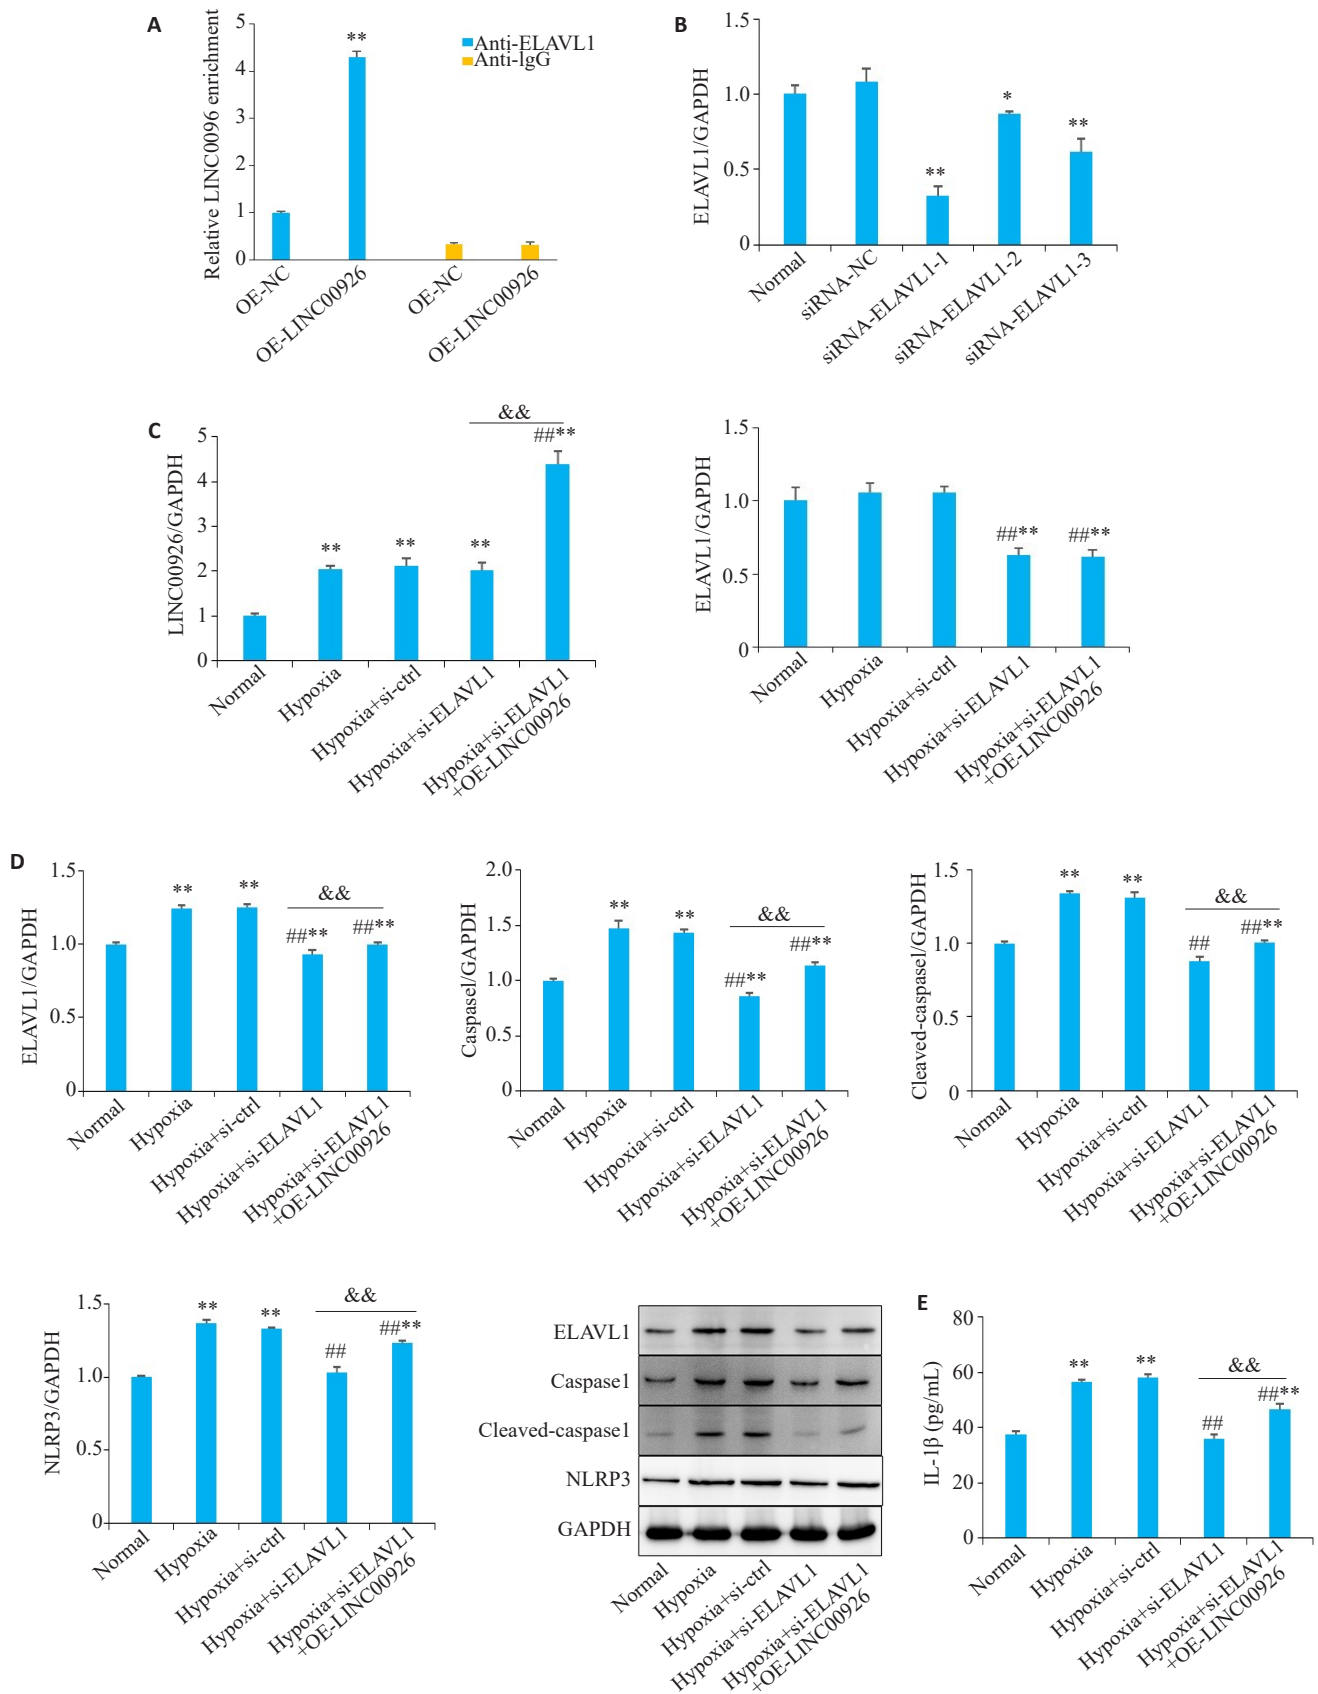 A
Relative LINC0096 enrichment
5
4
3
2
1
0
**
Anti-ELAVL1
Anti-IgG
OE-NC
OE-LINC00926
OE-NC
OE-LINC00926
B
ELAVL1/GAPDH
1.5
1.0
0.5
0
**
*
**
Normal
siRNA-NC
siRNA-ELAVL1-1
siRNA-ELAVL1-2
siRNA-ELAVL1-3
C
LINC00926/GAPDH
5
4
3
2
1
0
**
**
**
&&
##**
Normal
Hypoxia
Hypoxia+si-ctrl
Hypoxia+si-ELAVL1
Hypoxia+si-ELAVL1
+OE-LINC00926
ELAVL1/GAPDH
1.5
1.0
0.5
0
##**
##**
Normal
Hypoxia
Hypoxia+si-ctrl
Hypoxia+si-ELAVL1
Hypoxia+si-ELAVL1
+OE-LINC00926
D
ELAVL1/GAPDH
1.5
1.0
0.5
0
**
**
&&
##**
##**
Normal
Hypoxia
Hypoxia+si-ctrl
Hypoxia+si-ELAVL1
Hypoxia+si-ELAVL1
+OE-LINC00926
Caspasel/GAPDH
2.0
1.5
1.0
0.5
0
**
**
&&
##**
##**
Normal
Hypoxia
Hypoxia+si-ctrl
Hypoxia+si-ELAVL1
Hypoxia+si-ELAVL1
+OE-LINC00926
Cleaved-caspasel/GAPDH
1.5
1.0
0.5
0
**
**
&&
##
##**
Normal
Hypoxia
Hypoxia+si-ctrl
Hypoxia+si-ELAVL1
Hypoxia+si-ELAVL1
+OE-LINC00926
NLRP3/GAPDH
1.5
1.0
0.5
0
**
**
&&
##
##**
Normal
Hypoxia
Hypoxia+si-ctrl
Hypoxia+si-ELAVL1
Hypoxia+si-ELAVL1
+OE-LINC00926
ELAVL1
Caspase1
Cleaved-caspase1
NLRP3
GAPDH
Normal
Hypoxia
Hypoxia+si-ctrl
Hypoxia+si-ELAVL1
Hypoxia+si-ELAVL1
+OE-LINC00926
E
IL-1β (pg/mL)
80
60
40
20
0
**
**
&&
##
##**
Normal
Hypoxia
Hypoxia+si-ctrl
Hypoxia+si-ELAVL1
Hypoxia+si-ELAVL1
+OE-LINC00926